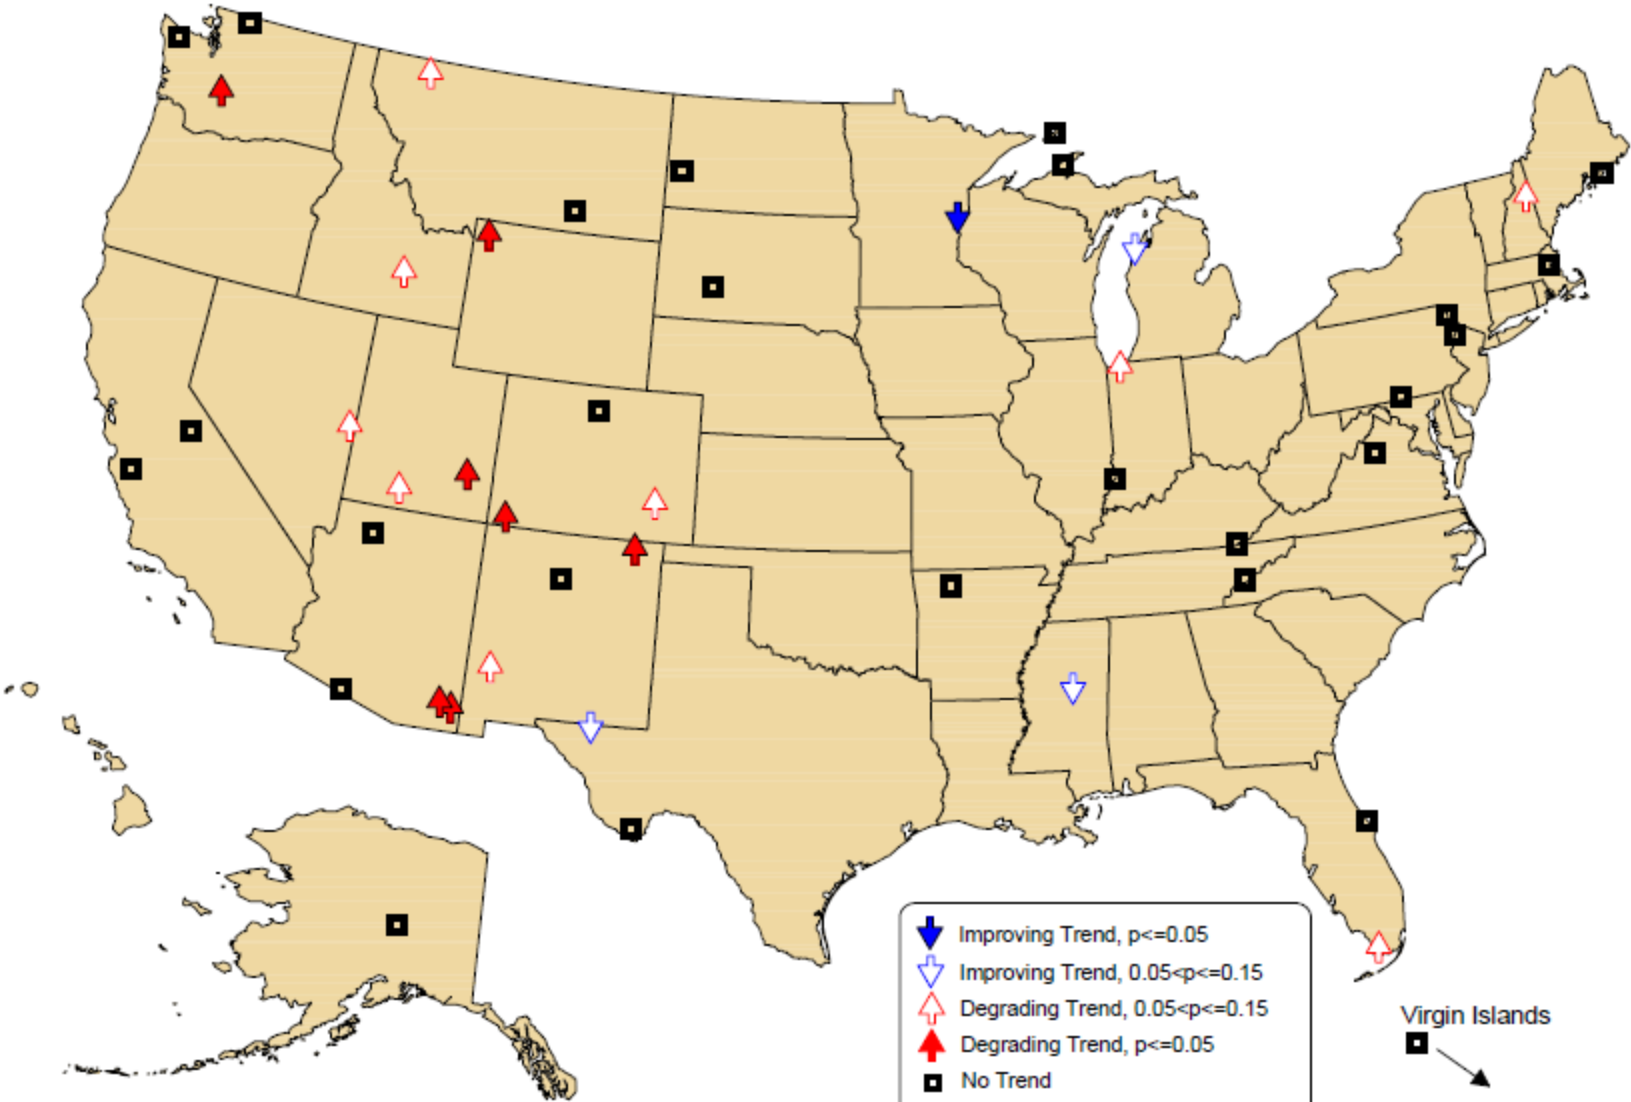 Improving Trend, p<=0.05
Improving Trend, 0.05<p<=0.15
Degrading Trend, 0.05<p<=0.15
Degrading Trend, p<=0.05
No Trend
Virgin Islands